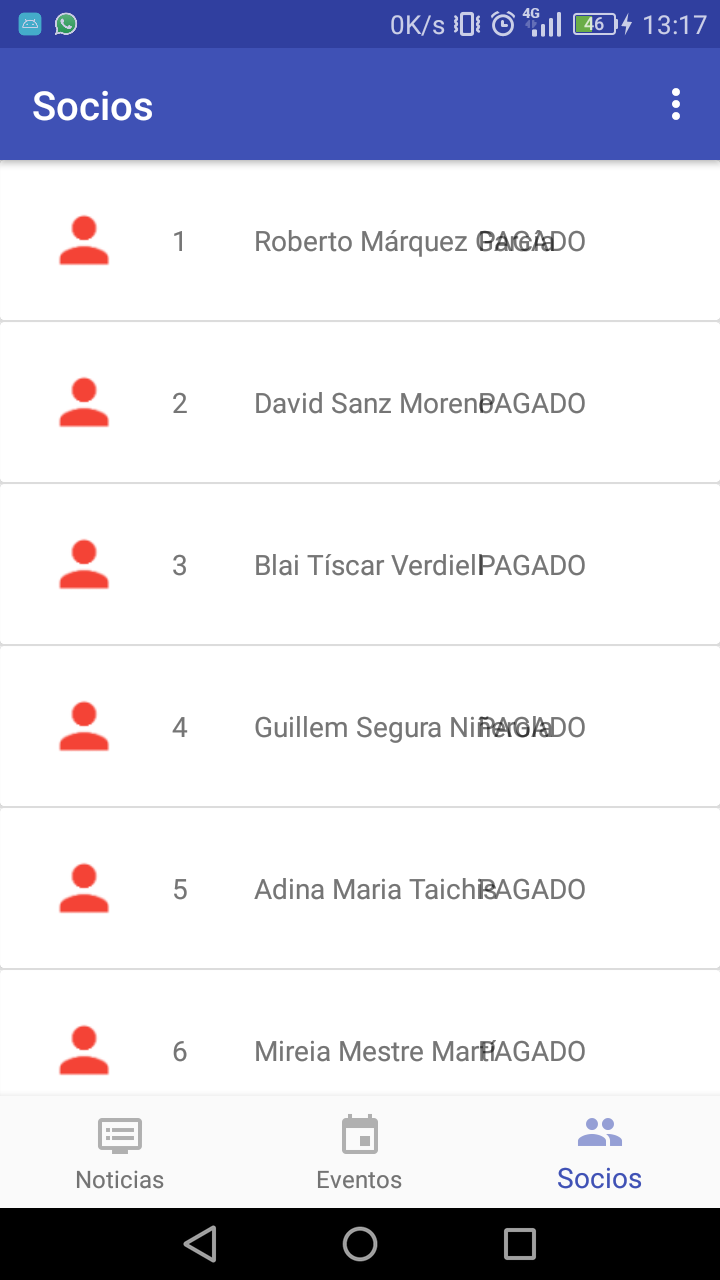 0K/s 4G 46 13:17
Socios
1 Roberto Márquez García PAGADO
2 David Sanz Moreno PAGADO
3 Blai Tíscar Verdiell PAGADO
4 Guillem Segura Niñerola PAGADO
5 Adina Maria Taichis PAGADO
6 Mireia Mestre Martí PAGADO
Noticias Eventos Socios